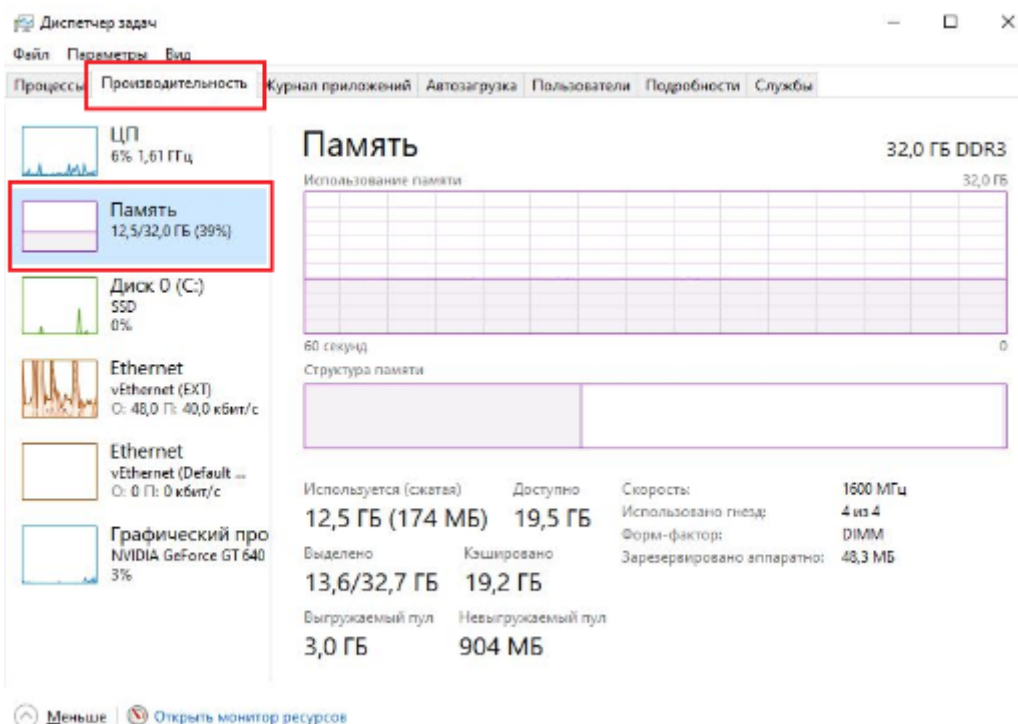 Диспетчер задач
Файл Параметры Вид
Процессы Производительность Журнал приложений Автозагрузка Пользователи Подробности Службы
ЦП
6% 1,61 ГГц
Память
12,5/32,0 ГБ (39%)
Диск 0 (C:)
SSD
0%
Ethernet
vEthernet (EXT)
О: 48,0 П: 40,0 кбит/с
Ethernet
vEthernet (Default ...
О: 0 П: 0 кбит/с
Графический про
NVIDIA GeForce GT 640
3%
Память 32,0 ГБ DDR3
Использование памяти 32,0 ГБ
60 секунд 0
Структура памяти
Используется (сжатая) Доступно
12,5 ГБ (174 МБ) 19,5 ГБ
Выделено Кэшировано
13,6/32,7 ГБ 19,2 ГБ
Выгружаемый пул Невыгружаемый пул
3,0 ГБ 904 МБ
Скорость: 1600 МГц
Использовано гнезд: 4 из 4
Форм-фактор: DIMM
Зарезервировано аппаратно: 48,3 МБ
Меньше Открыть монитор ресурсов